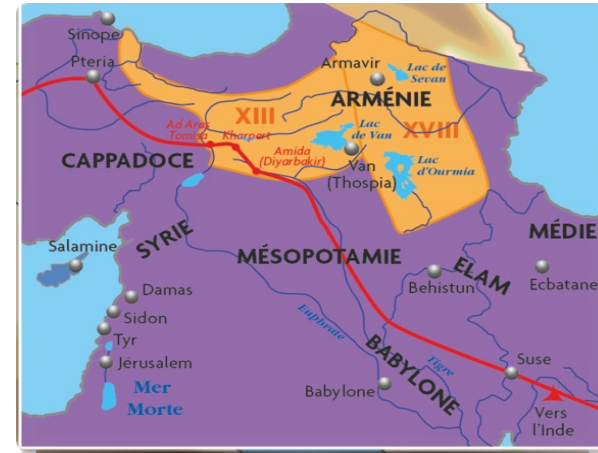 Sinope
Pteria
Armavir
Lac de
Sevan
ARMÉNIE
XIII
XVIII
Ad Aras
Tomisa
Kharpert
Lac
de Van
Amida
(Diyarbakir)
Van
(Thospia)
Lac
d'Ourmia
CAPPADOCE
SYRIE
MÉSOPOTAMIE
MÉDIE
Salamine
ELAM
Behistun
Ecbatane
Damas
Sidon
Tyr
Euphrate
BABYLONE
Tigre
Jérusalem
Suse
Mer
Morte
Babylone
Vers
l'Inde